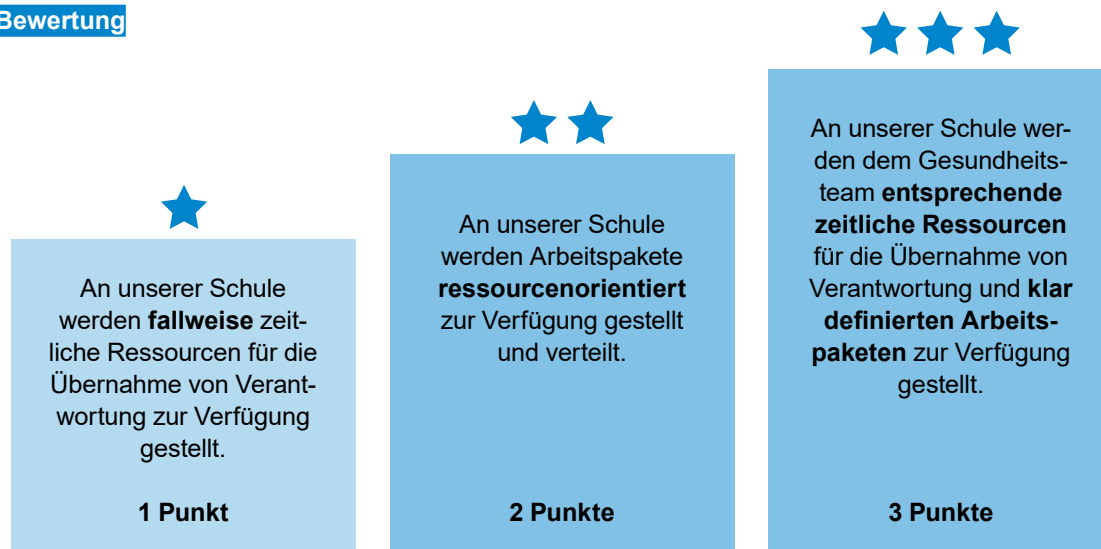 Bewertung
An unserer Schule
werden fallweise zeit-
liche Ressourcen für die
Übernahme von Verant-
wortung zur Verfügung
gestellt.
1 Punkt
An unserer Schule
werden Arbeitspakete
ressourcenorientiert
zur Verfügung gestellt
und verteilt.
2 Punkte
An unserer Schule wer-
den dem Gesundheits-
team entsprechende
zeitliche Ressourcen
für die Übernahme von
Verantwortung und klar
definierten Arbeits-
paketen zur Verfügung
gestellt.
3 Punkte